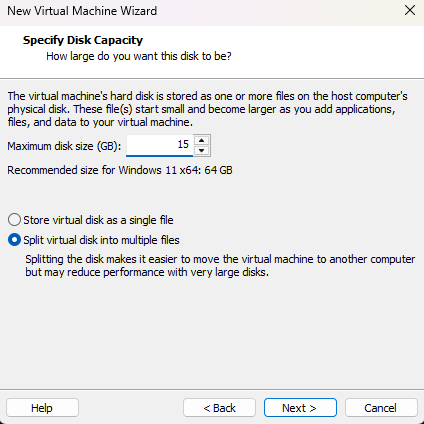 New Virtual Machine Wizard
Specify Disk Capacity
How large do you want this disk to be?
The virtual machine's hard disk is stored as one or more files on the host computer's
physical disk. These file(s) start small and become larger as you add applications,
files, and data to your virtual machine.
Maximum disk size (GB): 15
Recommended size for Windows 11 x64: 64 GB
Store virtual disk as a single file
Split virtual disk into multiple files
Splitting the disk makes it easier to move the virtual machine to another computer
but may reduce performance with very large disks.
Help < Back Next > Cancel